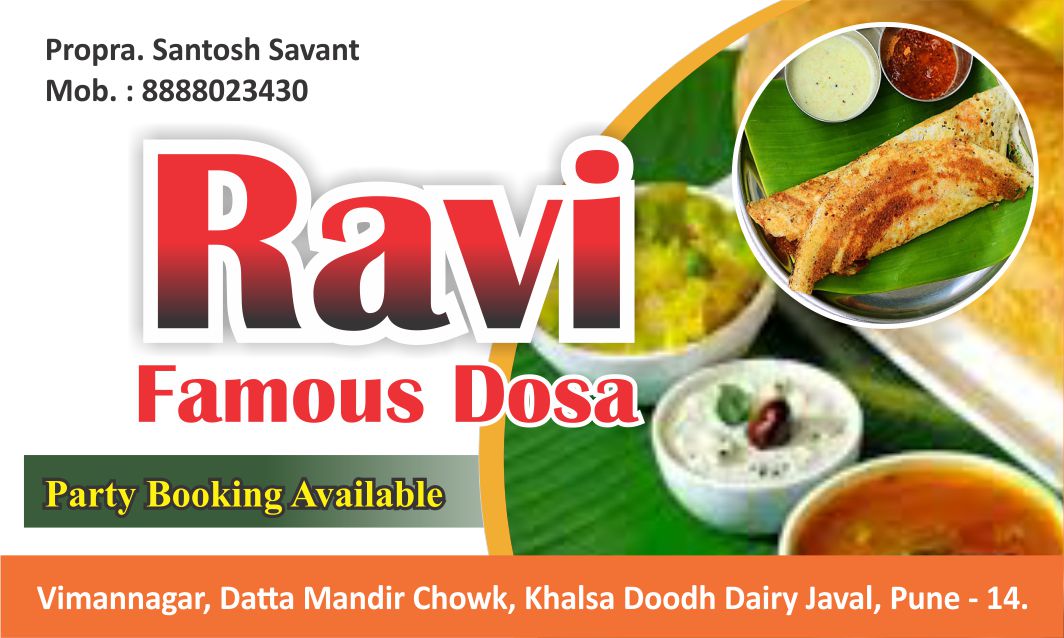 Propra. Santosh Savant
Mob. : 8888023430
Ravi
Famous Dosa
Party Booking Available
Vimannagar, Datta Mandir Chowk, Khalsa Doodh Dairy Javal, Pune - 14.